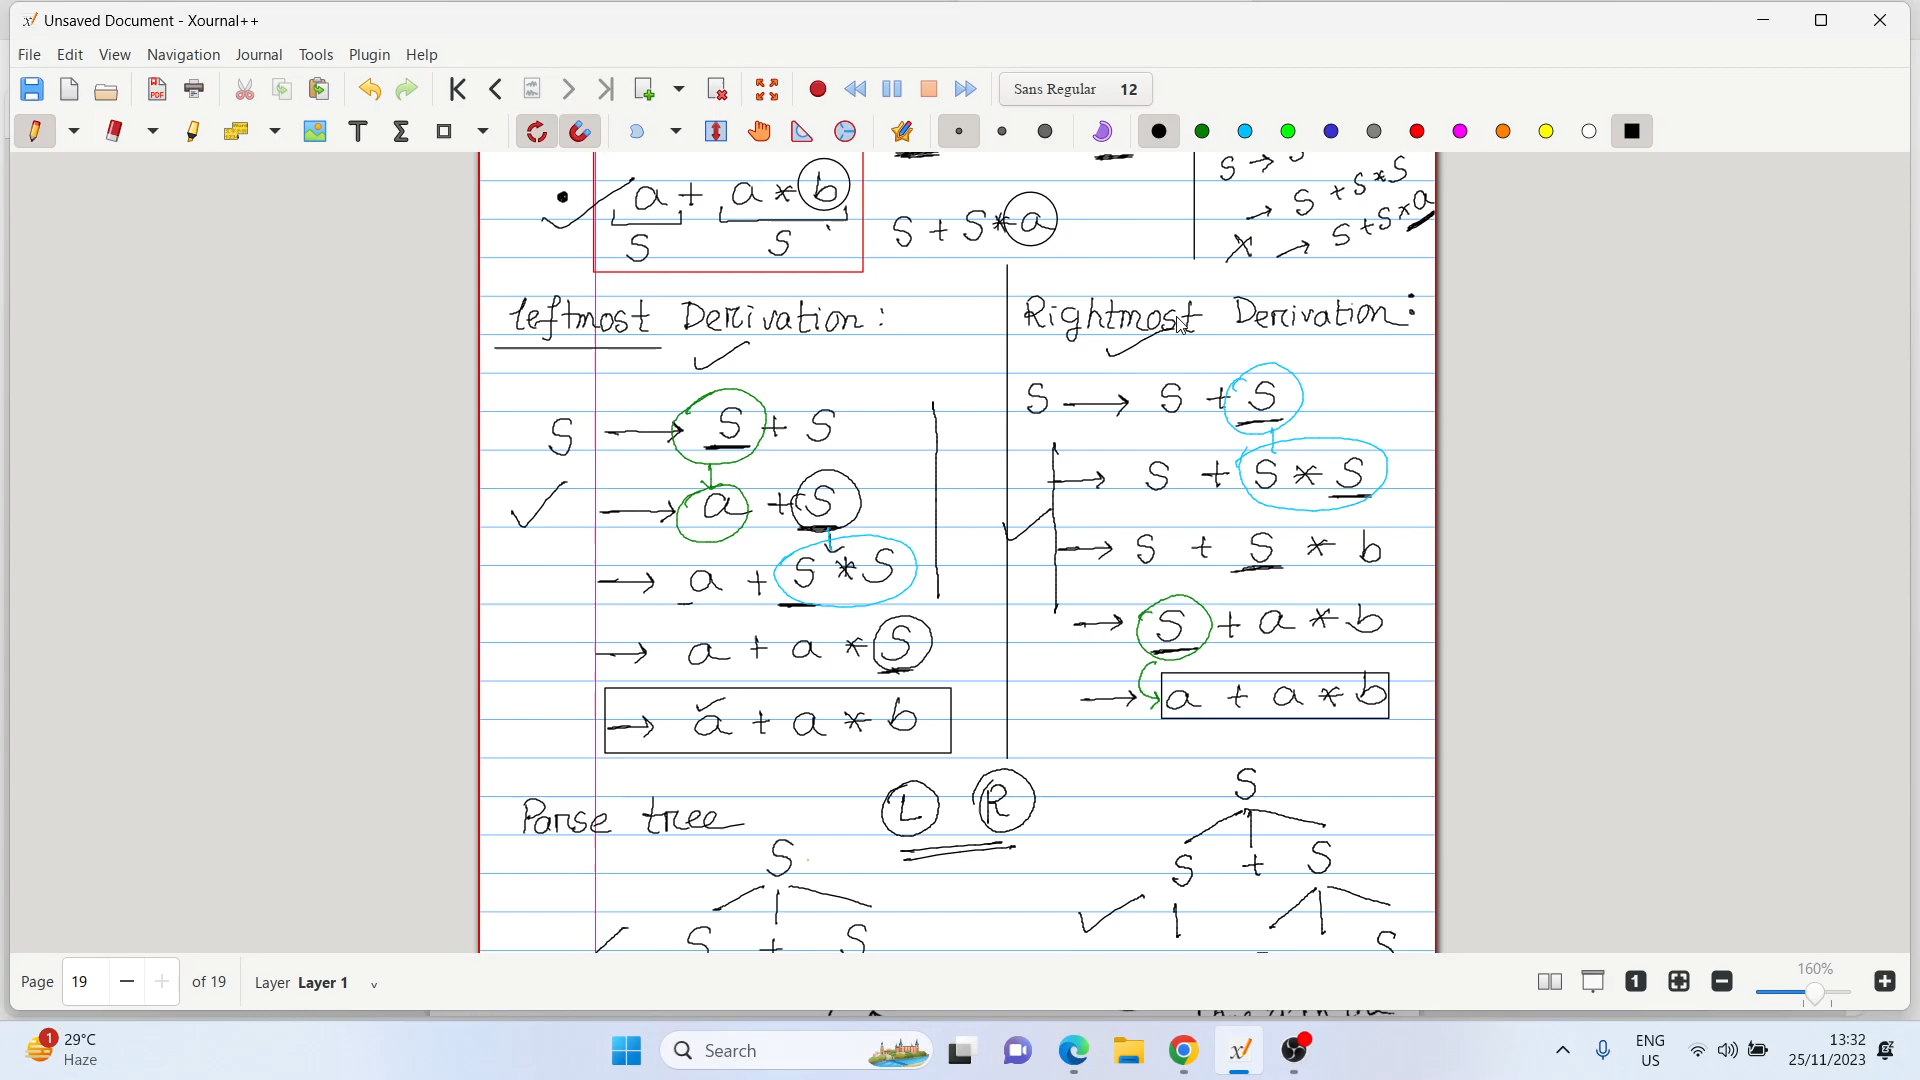 Unsaved Document - Xournal++
File Edit View Navigation Journal Tools Plugin Help
PDF
Sans Regular 12
a + a * b
S S
S + S * a
S →
→ S + S * S
X → S + S * a
leftmost Derivation :
S → S + S
→ a + S
→ a + S * S
→ a + a * S
→ a + a * b
Rightmost Derivation :
S → S + S
→ S + S * S
→ S + S * b
→ S + a * b
→ a + a * b
Parse tree L R
S
S + S
S
S + S
S
Page 19 of 19 Layer Layer 1
160%
1
29°C
Haze
Search
ENG
US
13:32
25/11/2023